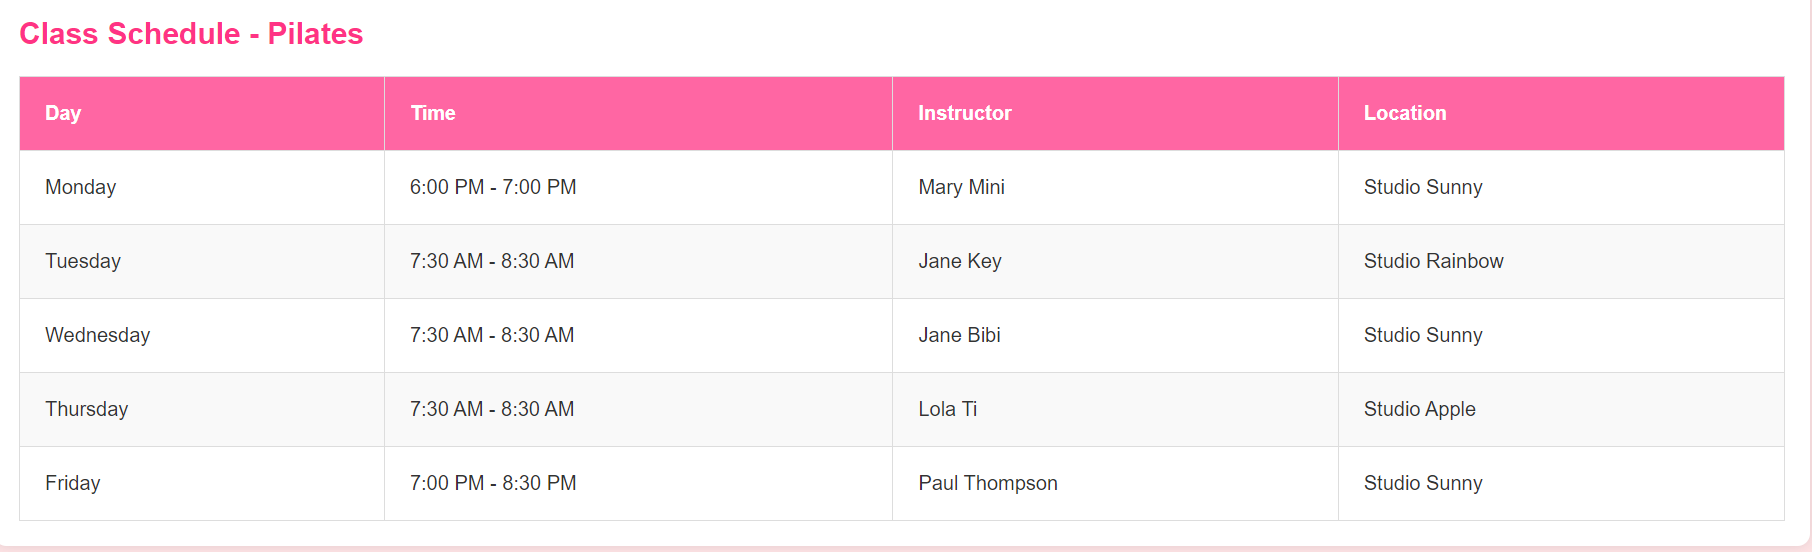 Class Schedule - Pilates
Day Time Instructor Location
Monday 6:00 PM - 7:00 PM Mary Mini Studio Sunny
Tuesday 7:30 AM - 8:30 AM Jane Key Studio Rainbow
Wednesday 7:30 AM - 8:30 AM Jane Bibi Studio Sunny
Thursday 7:30 AM - 8:30 AM Lola Ti Studio Apple
Friday 7:00 PM - 8:30 PM Paul Thompson Studio Sunny